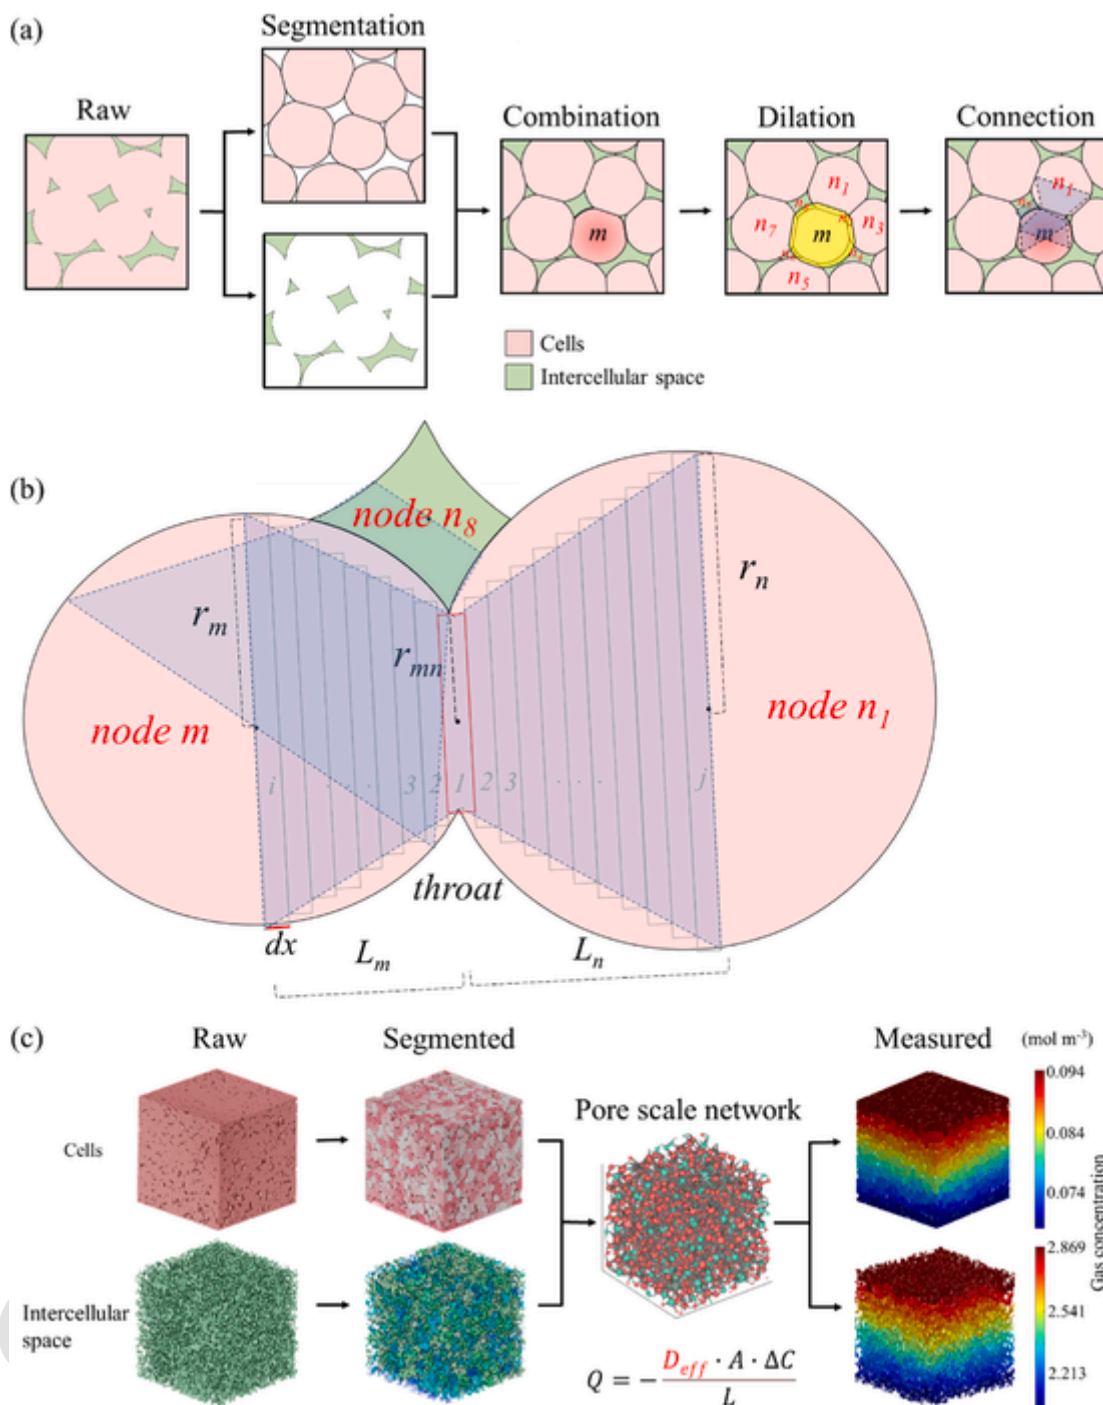 (a)
Segmentation
Raw
Combination
Dilation
Connection
m
n1
n7
m
n3
n5
n1
n8
m
Cells
Intercellular space
(b)
node n8
rm
rn
rmn
node m
node n1
i . . . 3 2 1 2 3 . . . . j
throat
dx
Lm
Ln
(c)
Raw
Segmented
Measured
(mol m-3)
0.094
Pore scale network
0.084
Cells
0.074
Gas concentration
2.869
2.541
Intercellular
space
2.213
Q = − Deff · A · ΔC / L